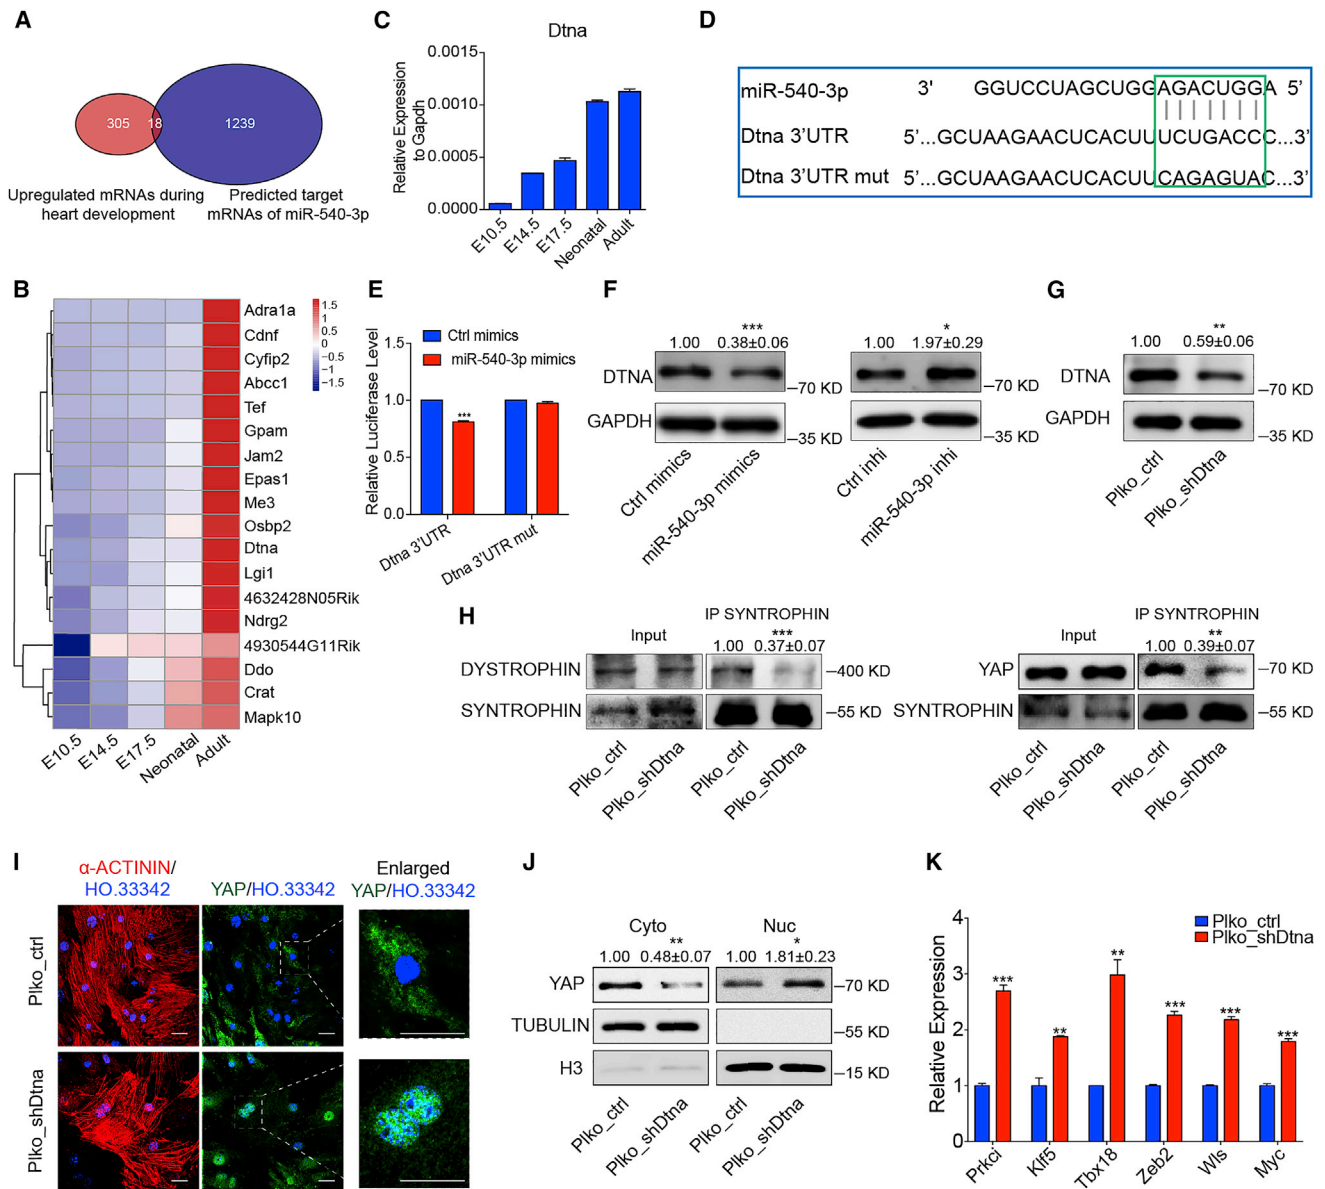 A
305
18
1239
Upregulated mRNAs during
heart development
Predicted target
mRNAs of miR-540-3p
C
Dtna
Relative Expression
to Gapdh
0.0015
0.0010
0.0005
0.0000
E10.5
E14.5
E17.5
Neonatal
Adult
D
miR-540-3p 3' GGUCCUAGCUGGAGACUGGA 5'
Dtna 3'UTR 5'...GCUAAGAACUCACUUUCUGACCC...3'
Dtna 3'UTR mut 5'...GCUAAGAACUCACUUCAGAGUAC...3'
B
Adra1a
Cdnf
Cyfip2
Abcc1
Tef
Gpam
Jam2
Epas1
Me3
Osbp2
Dtna
Lgi1
4632428N05Rik
Ndrg2
4930544G11Rik
Ddo
Crat
Mapk10
1.5
1
0.5
0
−0.5
−1
−1.5
E10.5
E14.5
E17.5
Neonatal
Adult
E
Ctrl mimics
miR-540-3p mimics
Relative Luciferase Level
1.5
1.0
0.5
0.0
***
Dtna 3'UTR
Dtna 3'UTR mut
F
***
1.00 0.38±0.06
DTNA
–70 KD
GAPDH
–35 KD
Ctrl mimics
miR-540-3p mimics
*
1.00 1.97±0.29
–70 KD
–35 KD
Ctrl inhi
miR-540-3p inhi
G
**
1.00 0.59±0.06
DTNA
–70 KD
GAPDH
–35 KD
Plko_ctrl
Plko_shDtna
H
IP SYNTROPHIN
Input
***
1.00 0.37±0.07
DYSTROPHIN
–400 KD
SYNTROPHIN
–55 KD
Plko_ctrl
Plko_shDtna
Plko_ctrl
Plko_shDtna
IP SYNTROPHIN
Input
**
1.00 0.39±0.07
YAP
–70 KD
SYNTROPHIN
–55 KD
Plko_ctrl
Plko_shDtna
Plko_ctrl
Plko_shDtna
I
α-ACTININ/
HO.33342
YAP/HO.33342
Enlarged
YAP/HO.33342
Plko_ctrl
Plko_shDtna
J
Cyto
Nuc
**
*
1.00 0.48±0.07
1.00 1.81±0.23
YAP
–70 KD
TUBULIN
–55 KD
H3
–15 KD
Plko_ctrl
Plko_shDtna
Plko_ctrl
Plko_shDtna
K
Plko_ctrl
Plko_shDtna
Relative Expression
4
3
2
1
0
***
**
**
***
***
***
Prkci
Klf5
Tbx18
Zeb2
Wls
Myc